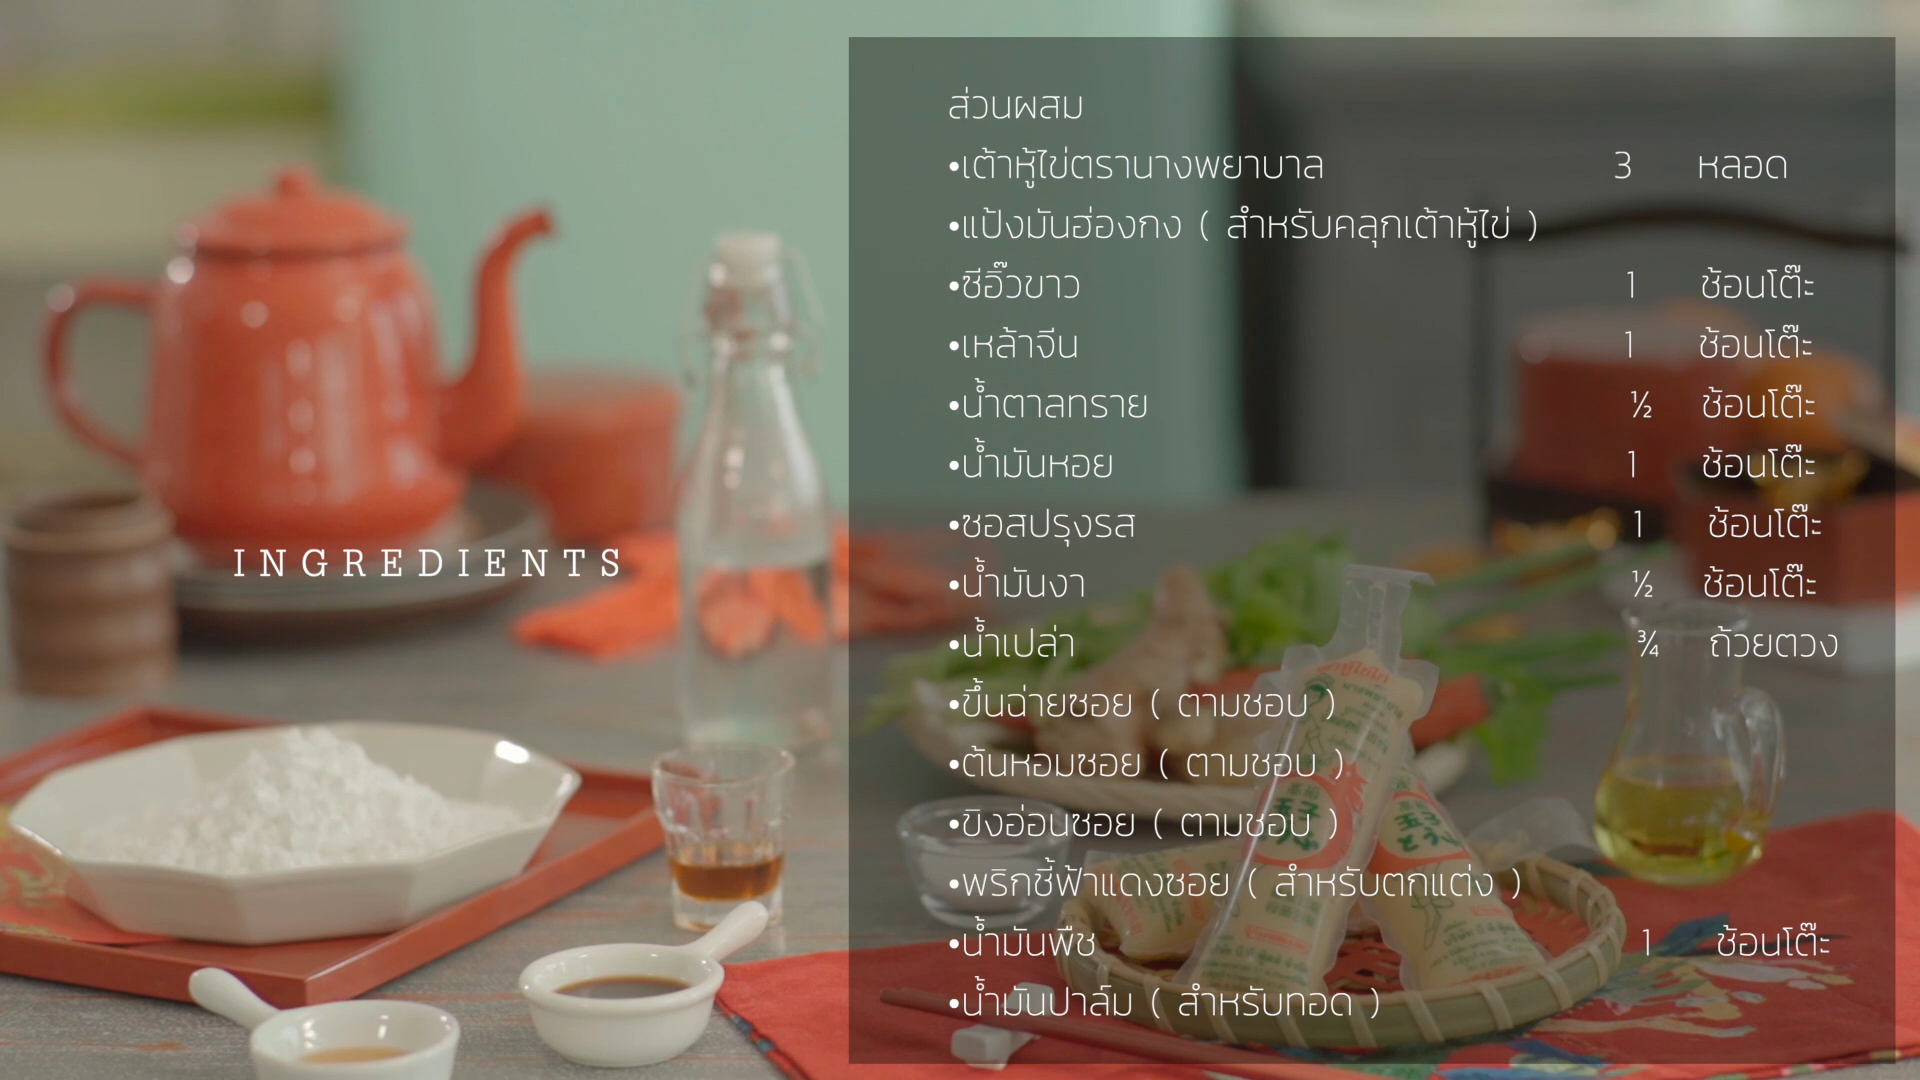 INGREDIENTS
ส่วนผสม
•เต้าหู้ไข่ตรานางพยาบาล 3 หลอด
•แป้งมันฮ่องกง ( สำหรับคลุกเต้าหู้ไข่ )
•ซีอิ๊วขาว 1 ช้อนโต๊ะ
•เหล้าจีน 1 ช้อนโต๊ะ
•น้ำตาลทราย ½ ช้อนโต๊ะ
•น้ำมันหอย 1 ช้อนโต๊ะ
•ซอสปรุงรส 1 ช้อนโต๊ะ
•น้ำมันงา ½ ช้อนโต๊ะ
•น้ำเปล่า ¾ ถ้วยตวง
•ขึ้นฉ่ายซอย ( ตามชอบ )
•ต้นหอมซอย ( ตามชอบ )
•ขิงอ่อนซอย ( ตามชอบ )
•พริกชี้ฟ้าแดงซอย ( สำหรับตกแต่ง )
•น้ำมันพืช 1 ช้อนโต๊ะ
•น้ำมันปาล์ม ( สำหรับทอด )